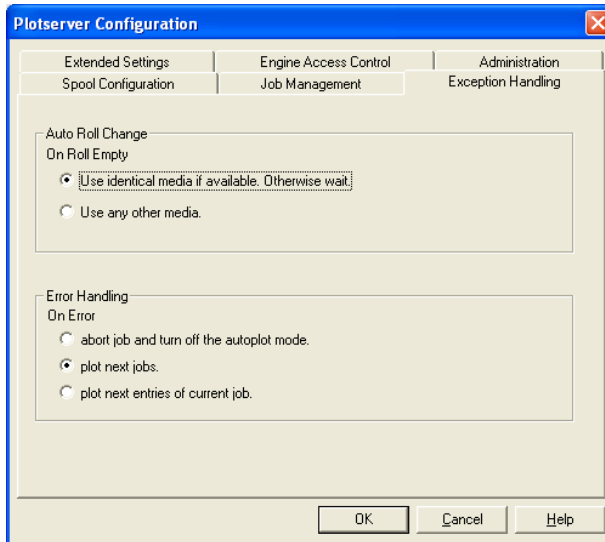 Plotserver Configuration
Extended Settings Engine Access Control Administration
Spool Configuration Job Management Exception Handling
Auto Roll Change
On Roll Empty
Use identical media if available. Otherwise wait.
Use any other media.
Error Handling
On Error
abort job and turn off the autoplot mode.
plot next jobs.
plot next entries of current job.
OK Cancel Help